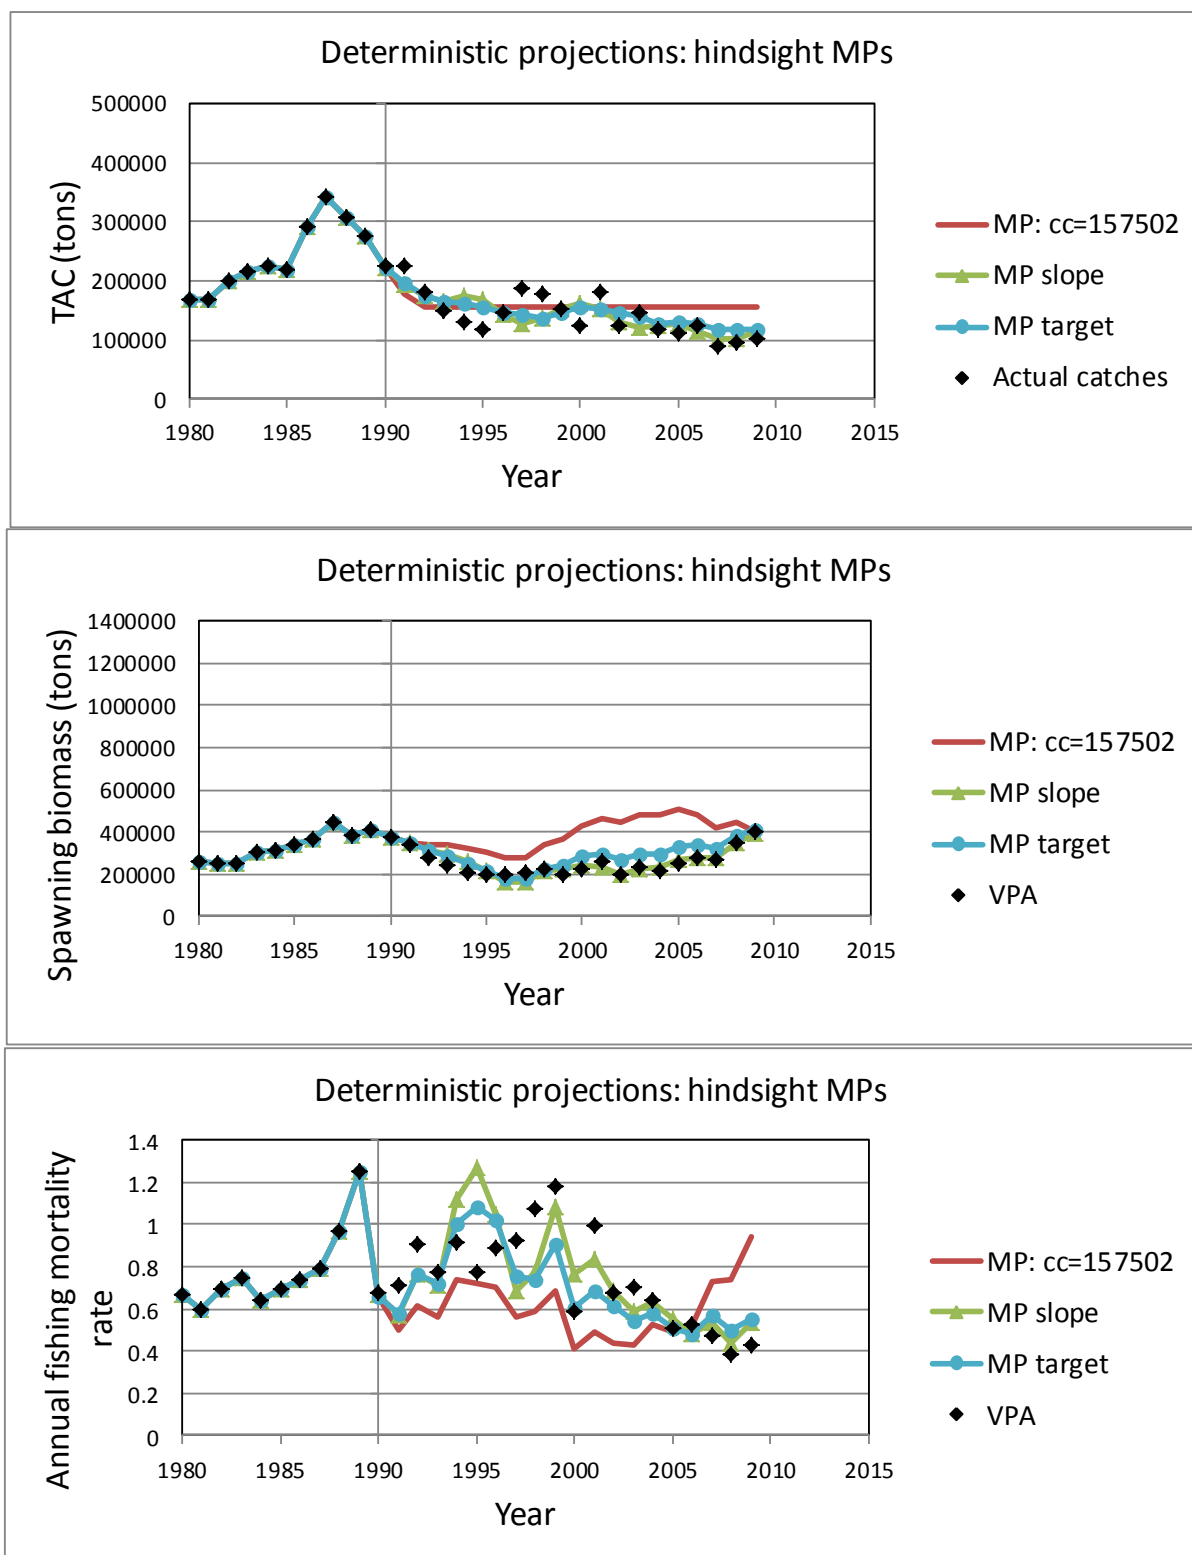 Deterministic projections: hindsight MPs
500000
400000
300000
200000
100000
0
TAC (tons)
1980 1985 1990 1995 2000 2005 2010 2015
Year
MP: cc=157502
MP slope
MP target
Actual catches
Deterministic projections: hindsight MPs
1400000
1200000
1000000
800000
600000
400000
200000
0
Spawning biomass (tons)
1980 1985 1990 1995 2000 2005 2010 2015
Year
MP: cc=157502
MP slope
MP target
VPA
Deterministic projections: hindsight MPs
1.4
1.2
1
0.8
0.6
0.4
0.2
0
Annual fishing mortality
rate
1980 1985 1990 1995 2000 2005 2010 2015
Year
MP: cc=157502
MP slope
MP target
VPA